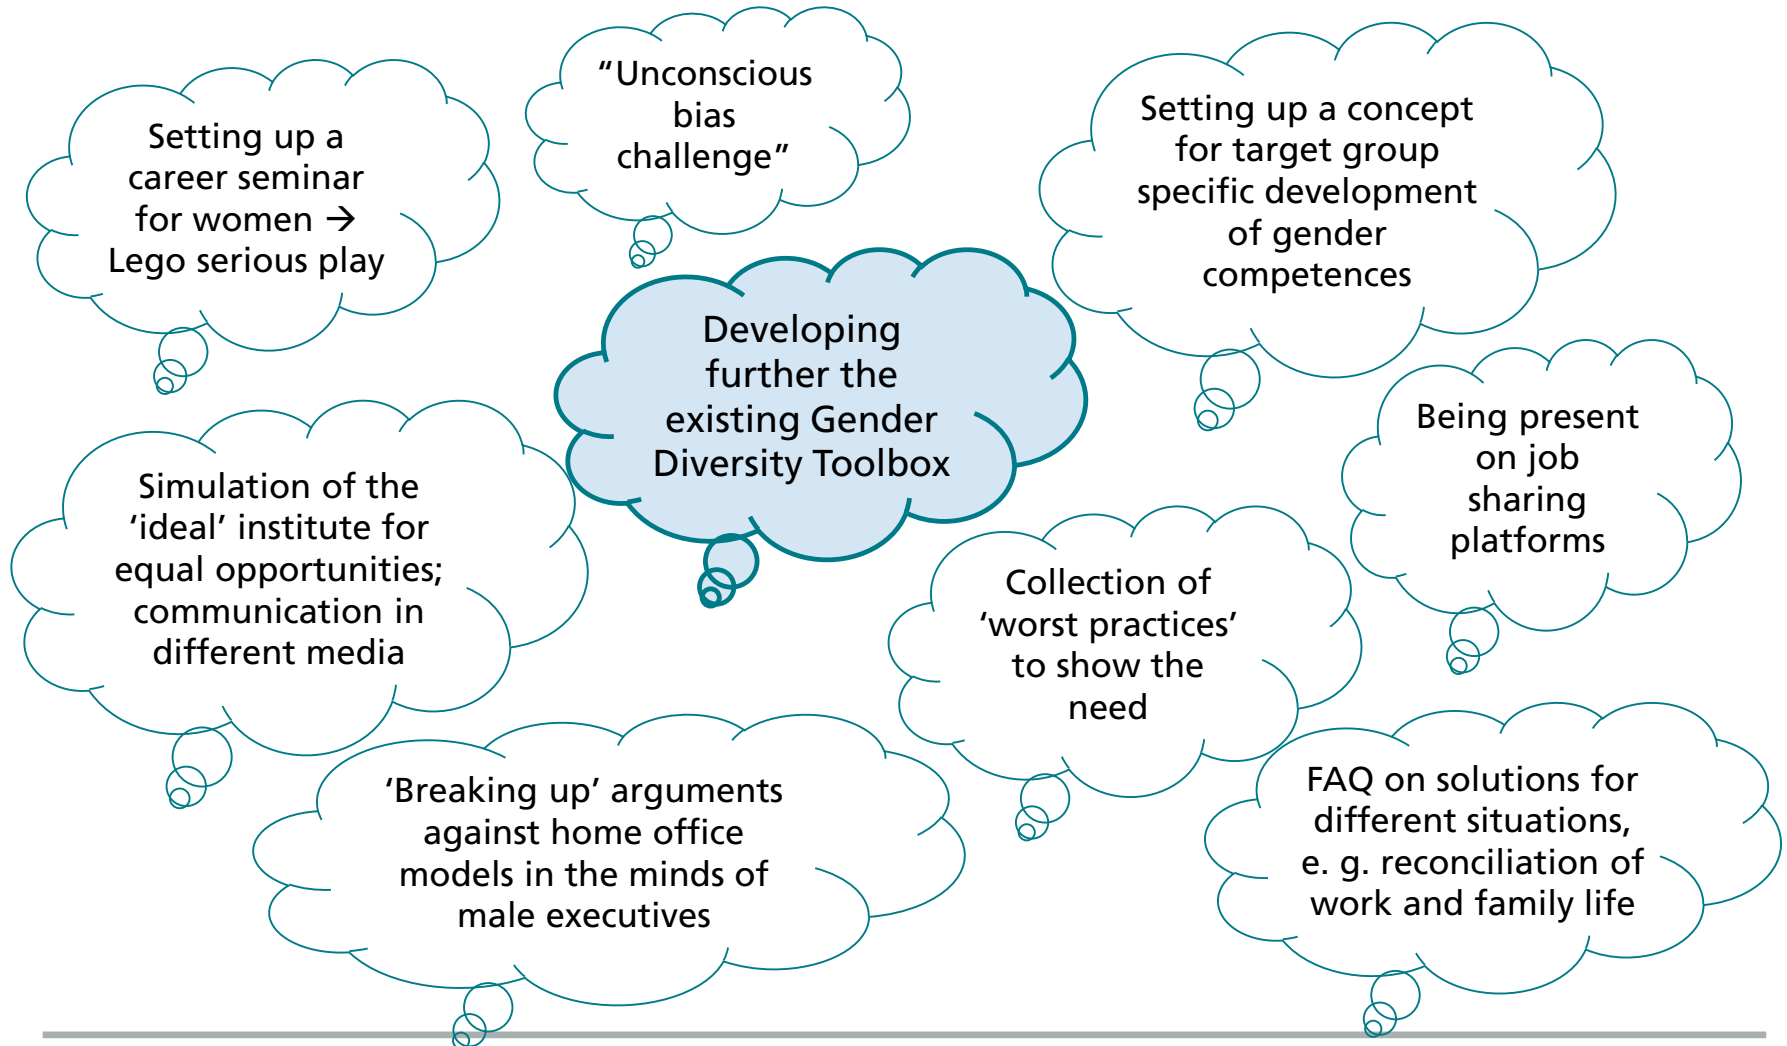 Setting up a
career seminar
for women →
Lego serious play
“Unconscious
bias
challenge”
Setting up a concept
for target group
specific development
of gender
competences
Developing
further the
existing Gender
Diversity Toolbox
Being present
on job
sharing
platforms
Simulation of the
‘ideal’ institute for
equal opportunities;
communication in
different media
Collection of
‘worst practices’
to show the
need
‘Breaking up’ arguments
against home office
models in the minds of
male executives
FAQ on solutions for
different situations,
e. g. reconciliation of
work and family life